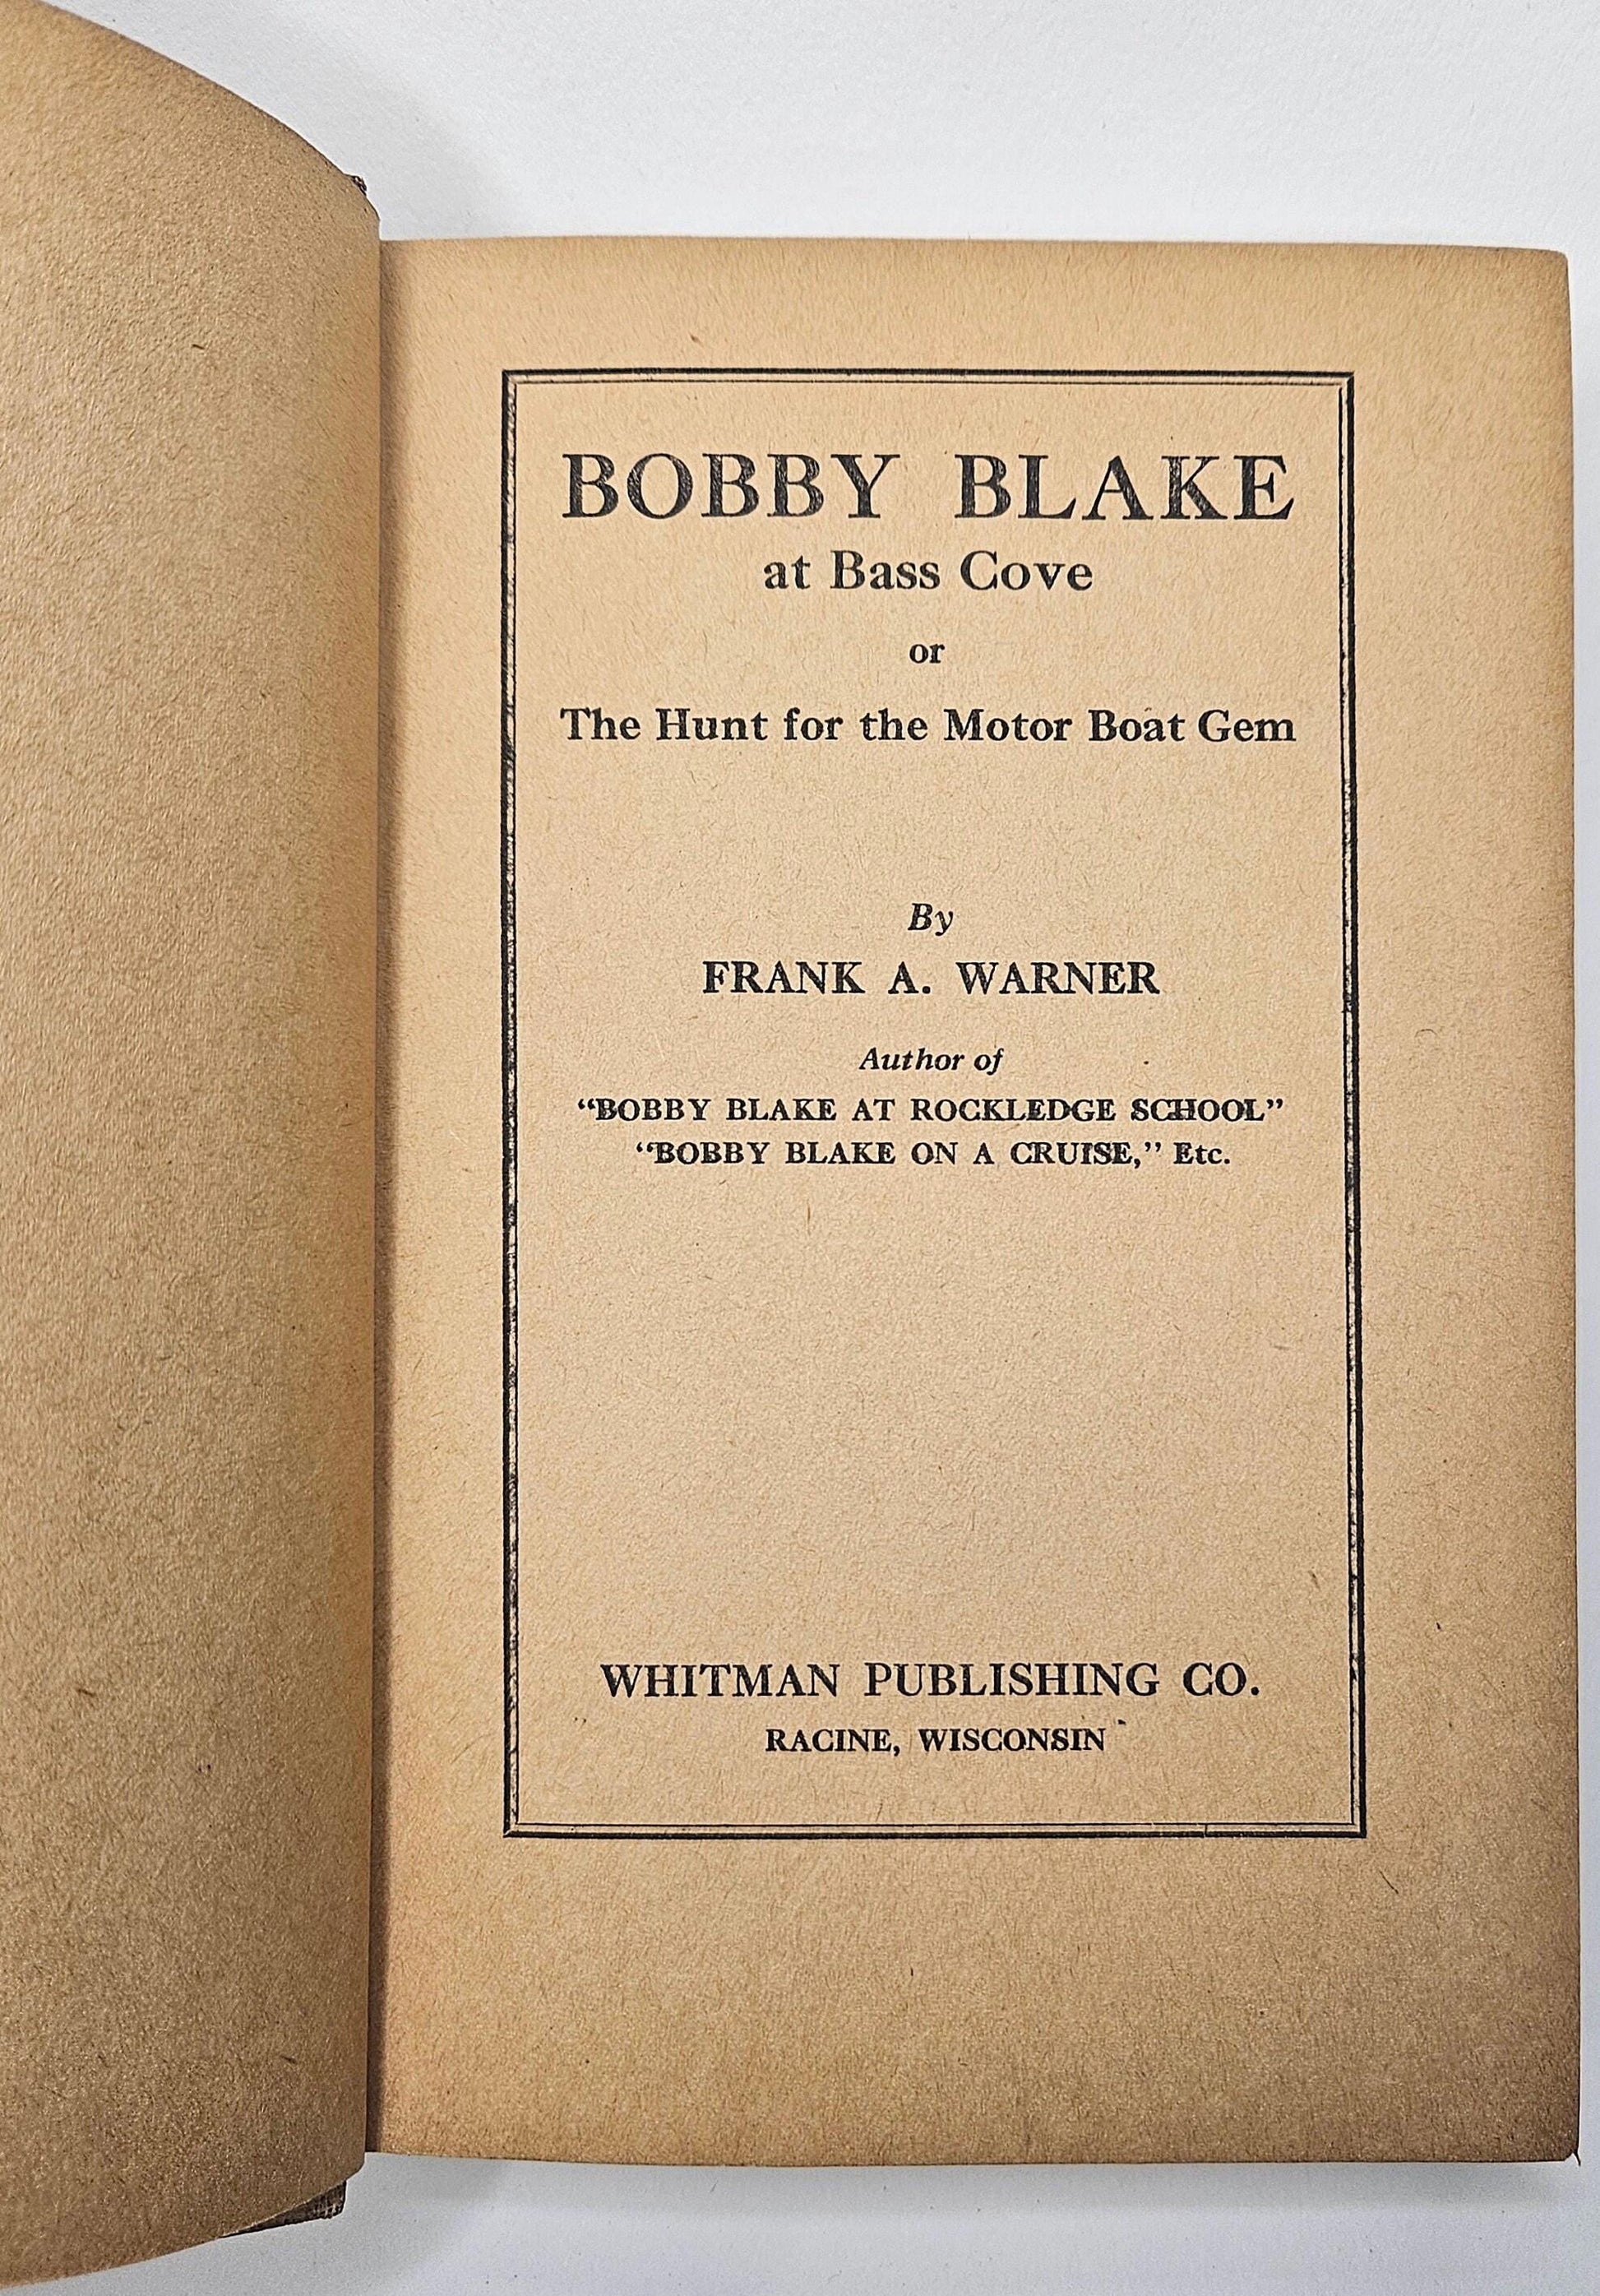 BOBBY BLAKE
at Bass Cove
or
The Hunt for the Motor Boat Gem
By
FRANK A. WARNER
Author of
“BOBBY BLAKE AT ROCKLEDGE SCHOOL”
“BOBBY BLAKE ON A CRUISE,” Etc.
WHITMAN PUBLISHING CO.
RACINE, WISCONSIN